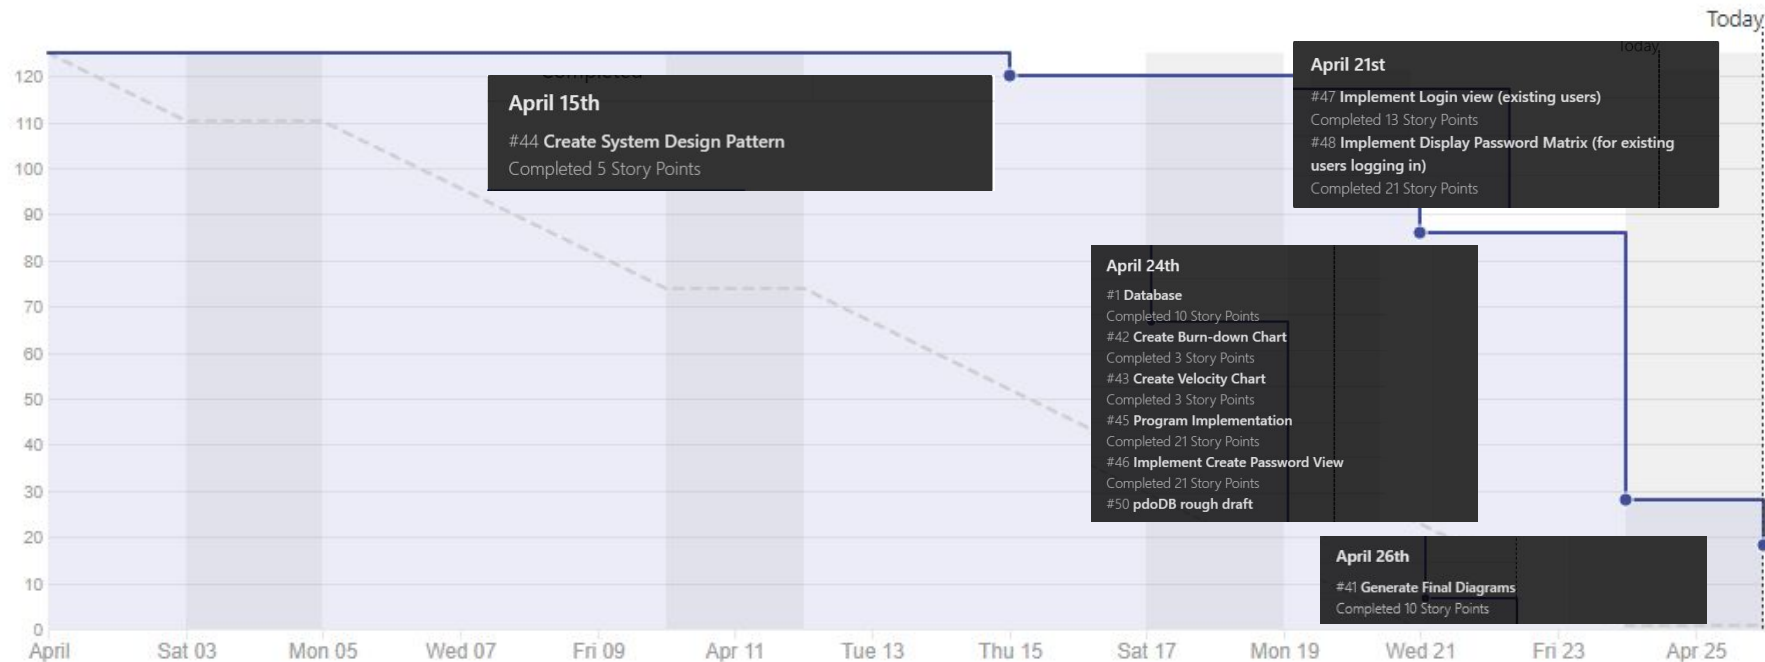 Today
Today
Completed
120
110
100
90
80
70
60
50
40
30
20
10
0
April 15th
#44 Create System Design Pattern
Completed 5 Story Points
April 21st
#47 Implement Login view (existing users)
Completed 13 Story Points
#48 Implement Display Password Matrix (for existing
users logging in)
Completed 21 Story Points
April 24th
#1 Database
Completed 10 Story Points
#42 Create Burn-down Chart
Completed 3 Story Points
#43 Create Velocity Chart
Completed 3 Story Points
#45 Program Implementation
Completed 21 Story Points
#46 Implement Create Password View
Completed 21 Story Points
#50 pdoDB rough draft
April 26th
#41 Generate Final Diagrams
Completed 10 Story Points
April Sat 03 Mon 05 Wed 07 Fri 09 Apr 11 Tue 13 Thu 15 Sat 17 Mon 19 Wed 21 Fri 23 Apr 25